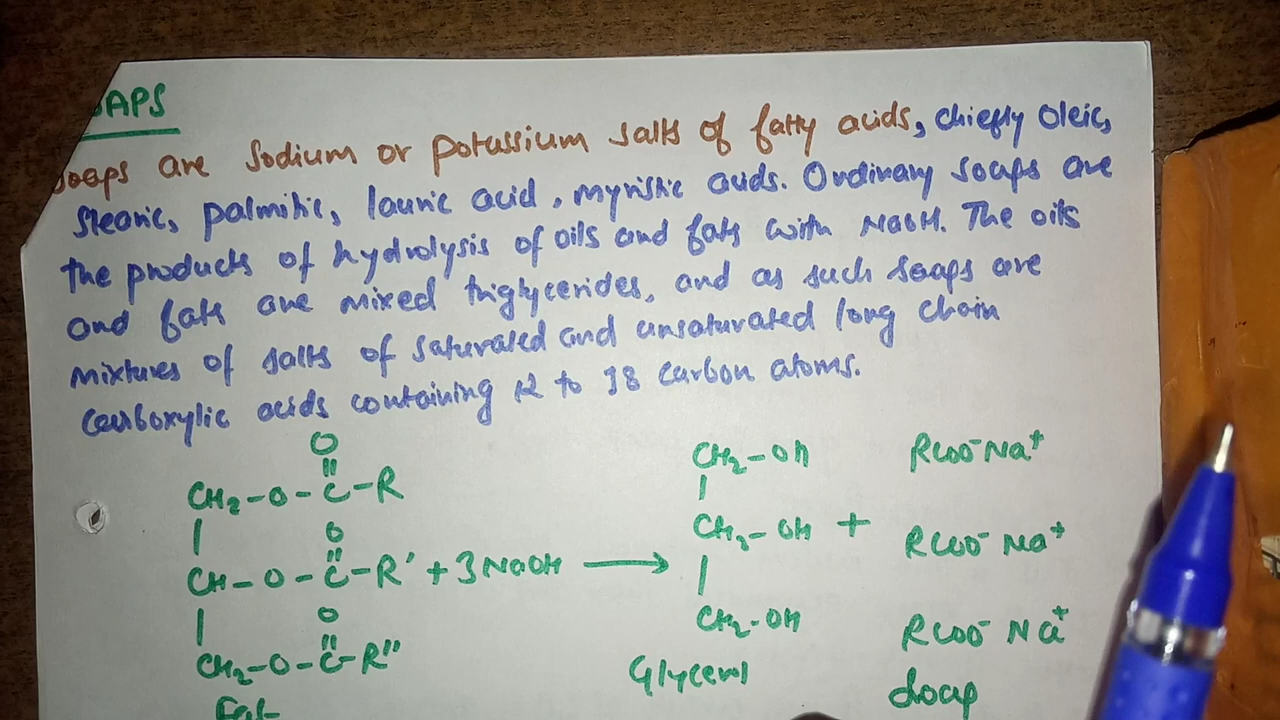 SOAPS
Soaps are Sodium or potassium salts of fatty acids, chiefly Oleic,
Stearic, palmitic, lauric acid, myristic acids. Ordinary soaps are
the products of hydrolysis of oils and fats with NaOH. The oils
and fats are mixed triglycerides, and as such soaps are
mixtures of salts of saturated and unsaturated long chain
Carboxylic acids containing 12 to 18 carbon atoms.
O
CH2-O-C-R CH2-OH RCOO-Na+
O
CH-O-C-R' + 3NaOH → CH2-OH + RCOO-Na+
O
CH2-O-C-R" CH2-OH RCOO-Na+
Fat Glycerol Soap